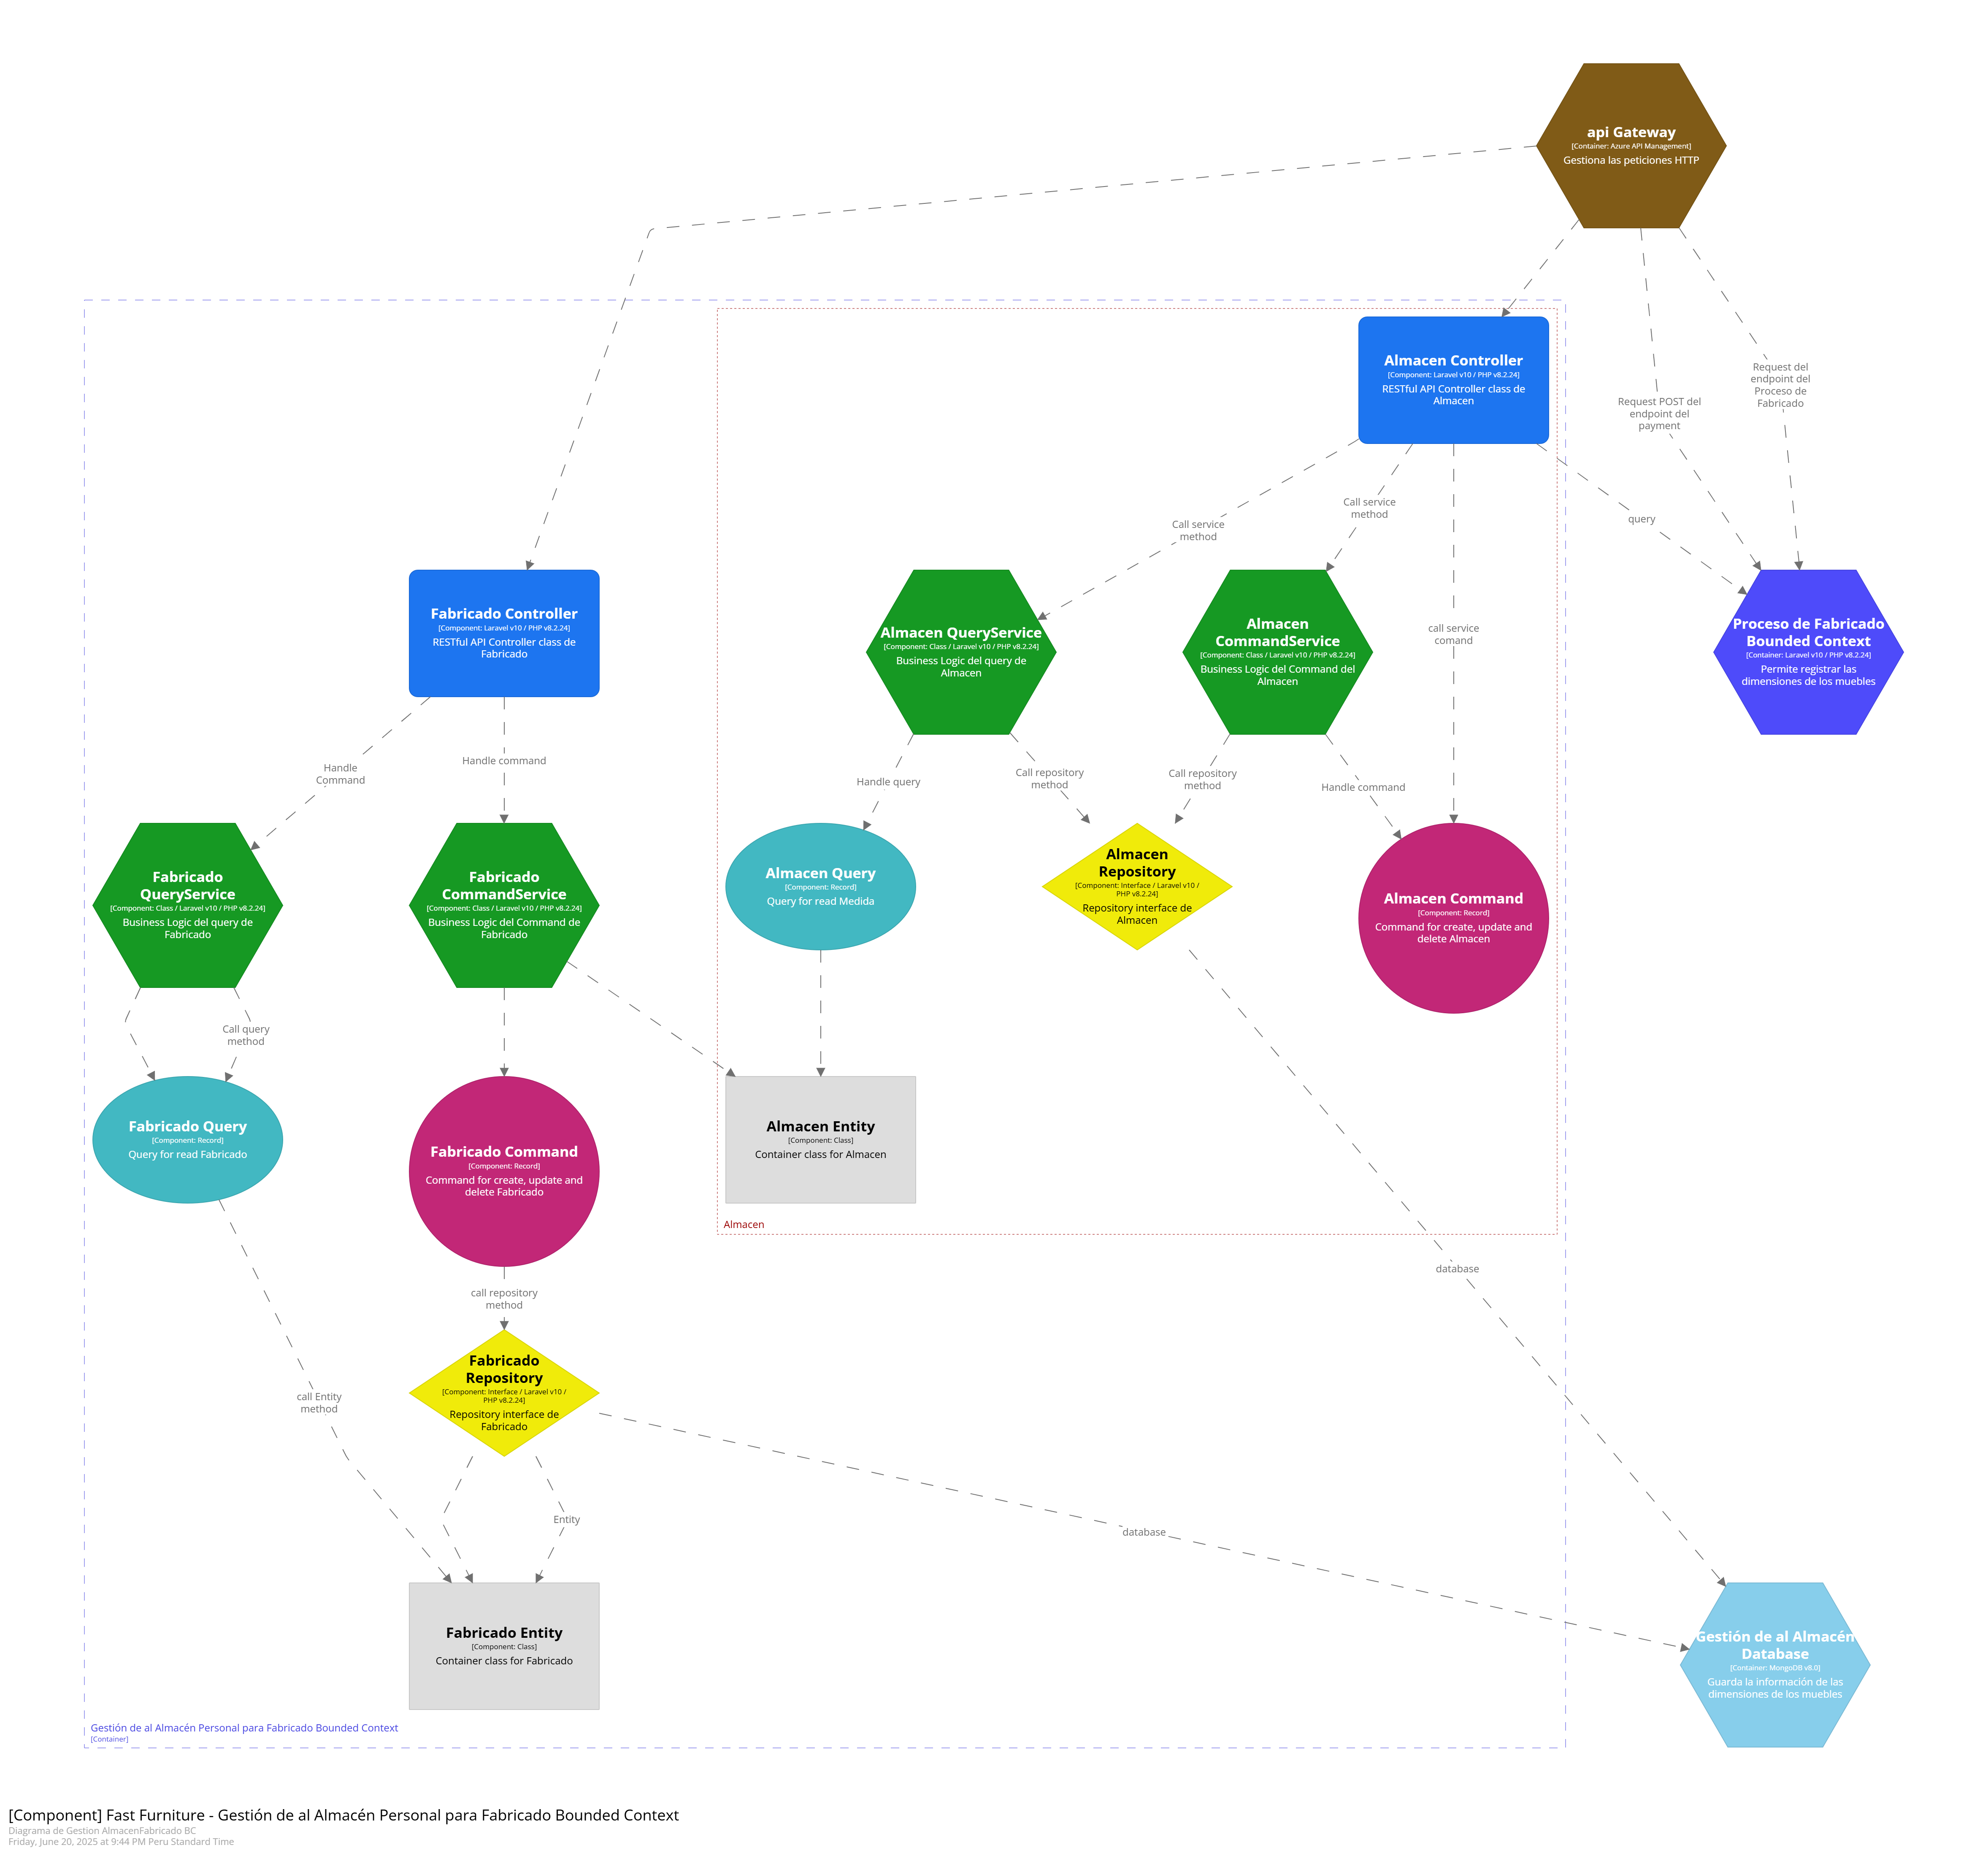 api Gateway
[Container: Azure API Management]
Gestiona las peticiones HTTP
Almacen Controller
[Component: Laravel v10 / PHP v8.2.24]
RESTful API Controller class de
Almacen
Request del
endpoint del
Proceso de
Fabricado
Request POST del
endpoint del
payment
Call service
method
Call service
method
query
call service
comand
Fabricado Controller
[Component: Laravel v10 / PHP v8.2.24]
RESTful API Controller class de
Fabricado
Almacen QueryService
[Component: Class / Laravel v10 / PHP v8.2.24]
Business Logic del query de
Almacen
Almacen
CommandService
[Component: Class / Laravel v10 / PHP v8.2.24]
Business Logic del Command del
Almacen
Proceso de Fabricado
Bounded Context
[Container: Laravel v10 / PHP v8.2.24]
Permite registrar las
dimensiones de los muebles
Handle
Command
Handle command
Handle query
Call repository
method
Call repository
method
Handle command
Fabricado
QueryService
[Component: Class / Laravel v10 / PHP v8.2.24]
Business Logic del query de
Fabricado
Fabricado
CommandService
[Component: Class / Laravel v10 / PHP v8.2.24]
Business Logic del Command de
Fabricado
Almacen Query
[Component: Record]
Query for read Medida
Almacen
Repository
[Component: Interface / Laravel v10 /
PHP v8.2.24]
Repository interface de
Almacen
Almacen Command
[Component: Record]
Command for create, update and
delete Almacen
Call query
method
Fabricado Query
[Component: Record]
Query for read Fabricado
Fabricado Command
[Component: Record]
Command for create, update and
delete Fabricado
Almacen Entity
[Component: Class]
Container class for Almacen
Almacen
call repository
method
database
Fabricado
Repository
[Component: Interface / Laravel v10 /
PHP v8.2.24]
Repository interface de
Fabricado
call Entity
method
Entity
database
Fabricado Entity
[Component: Class]
Container class for Fabricado
Gestión de al Almacén
Database
[Container: MongoDB v8.0]
Guarda la información de las
dimensiones de los muebles
Gestión de al Almacén Personal para Fabricado Bounded Context
[Container]
[Component] Fast Furniture - Gestión de al Almacén Personal para Fabricado Bounded Context
Diagrama de Gestion AlmacenFabricado BC
Friday, June 20, 2025 at 9:44 PM Peru Standard Time